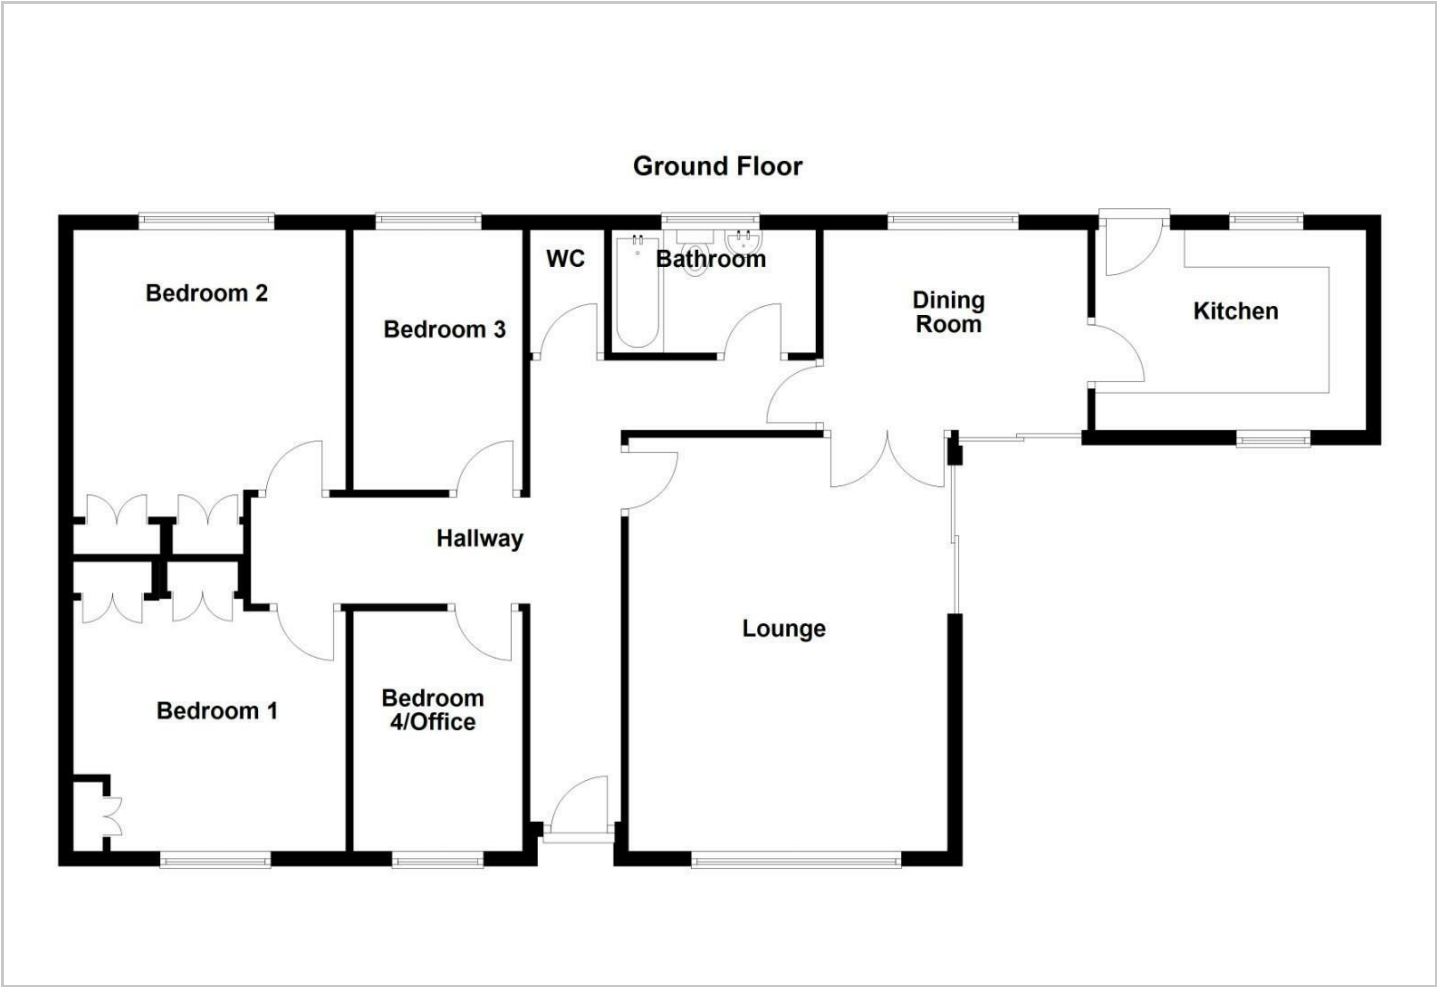 Ground Floor
WC
Bathroom
Bedroom 2
Bedroom 3
Dining
Room
Kitchen
Hallway
Lounge
Bedroom 1
Bedroom
4/Office